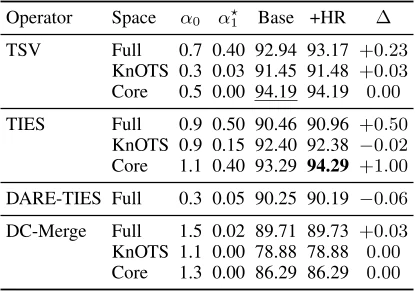 Operator Space α₀ α₁⋆ Base +HR Δ
TSV Full 0.7 0.40 92.94 93.17 +0.23
KnOTS 0.3 0.03 91.45 91.48 +0.03
Core 0.5 0.00 94.19 94.19 0.00
TIES Full 0.9 0.50 90.46 90.96 +0.50
KnOTS 0.9 0.15 92.40 92.38 −0.02
Core 1.1 0.40 93.29 94.29 +1.00
DARE-TIES Full 0.3 0.05 90.25 90.19 −0.06
DC-Merge Full 1.5 0.02 89.71 89.73 +0.03
KnOTS 1.1 0.00 78.88 78.88 0.00
Core 1.3 0.00 86.29 86.29 0.00